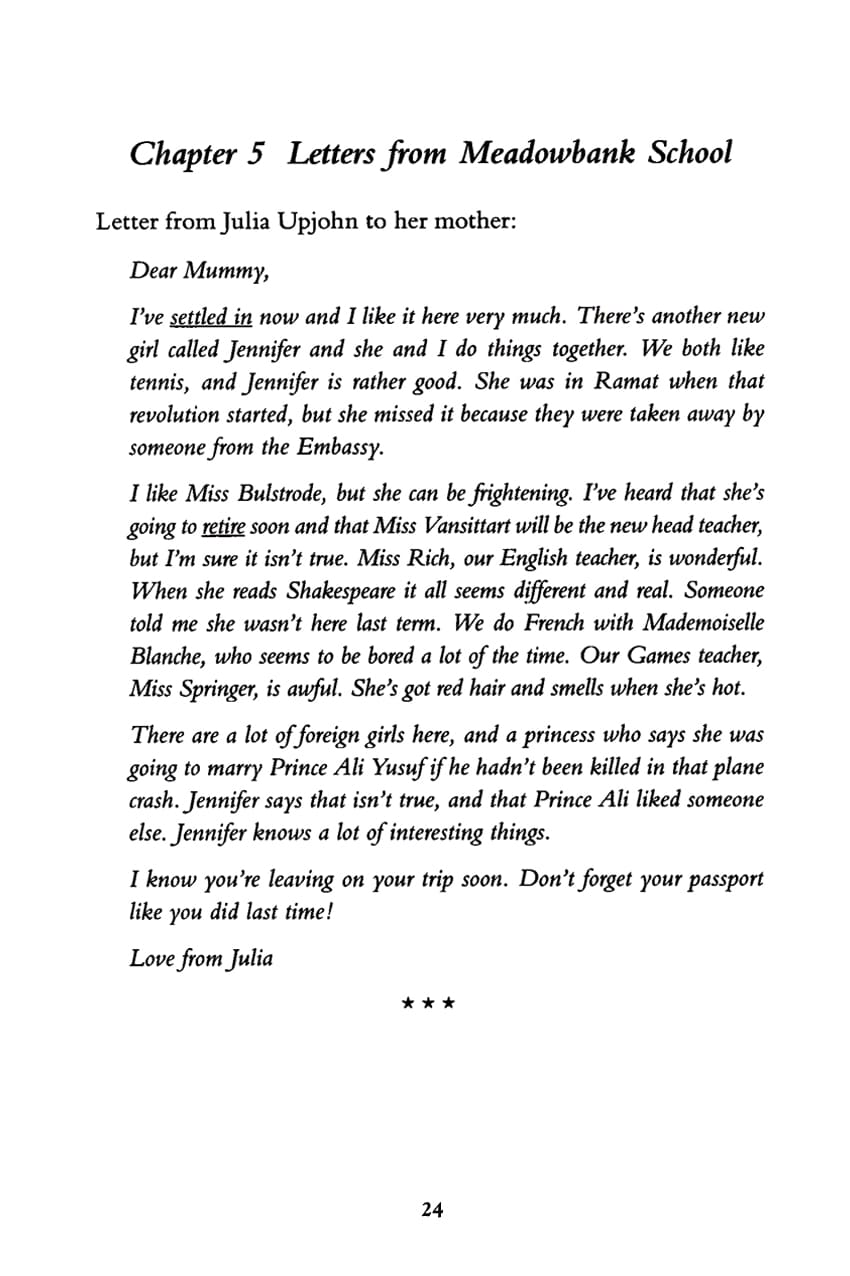 Chapter 5 Letters from Meadowbank School
Letter from Julia Upjohn to her mother:
Dear Mummy,
I've settled in now and I like it here very much. There's another new
girl called Jennifer and she and I do things together. We both like
tennis, and Jennifer is rather good. She was in Ramat when that
revolution started, but she missed it because they were taken away by
someone from the Embassy.
I like Miss Bulstrode, but she can be frightening. I've heard that she's
going to retire soon and that Miss Vansittart will be the new head teacher,
but I'm sure it isn't true. Miss Rich, our English teacher, is wonderful.
When she reads Shakespeare it all seems different and real. Someone
told me she wasn't here last term. We do French with Mademoiselle
Blanche, who seems to be bored a lot of the time. Our Games teacher,
Miss Springer, is awful. She's got red hair and smells when she's hot.
There are a lot of foreign girls here, and a princess who says she was
going to marry Prince Ali Yusuf if he hadn't been killed in that plane
crash. Jennifer says that isn't true, and that Prince Ali liked someone
else. Jennifer knows a lot of interesting things.
I know you're leaving on your trip soon. Don't forget your passport
like you did last time!
Love from Julia
★ ★ ★
24